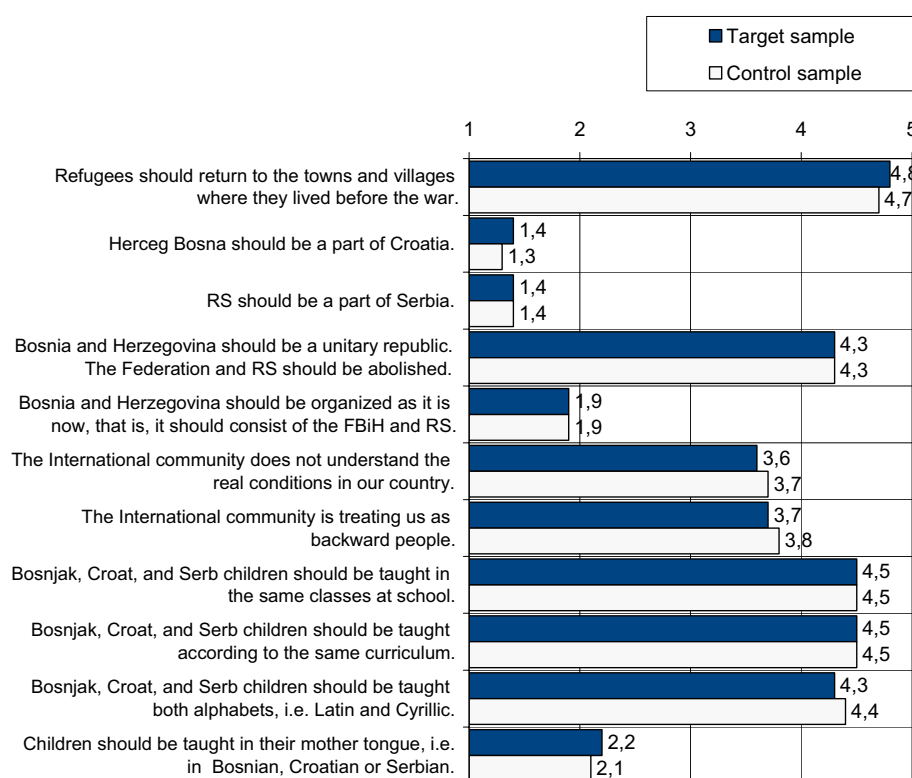 Target sample
Control sample
1 2 3 4 5
Refugees should return to the towns and villages
where they lived before the war.
4,8
4,7
Herceg Bosna should be a part of Croatia.
1,4
1,3
RS should be a part of Serbia.
1,4
1,4
Bosnia and Herzegovina should be a unitary republic.
The Federation and RS should be abolished.
4,3
4,3
Bosnia and Herzegovina should be organized as it is
now, that is, it should consist of the FBiH and RS.
1,9
1,9
The International community does not understand the
real conditions in our country.
3,6
3,7
The International community is treating us as
backward people.
3,7
3,8
Bosnjak, Croat, and Serb children should be taught in
the same classes at school.
4,5
4,5
Bosnjak, Croat, and Serb children should be taught
according to the same curriculum.
4,5
4,5
Bosnjak, Croat, and Serb children should be taught
both alphabets, i.e. Latin and Cyrillic.
4,3
4,4
Children should be taught in their mother tongue, i.e.
in Bosnian, Croatian or Serbian.
2,2
2,1